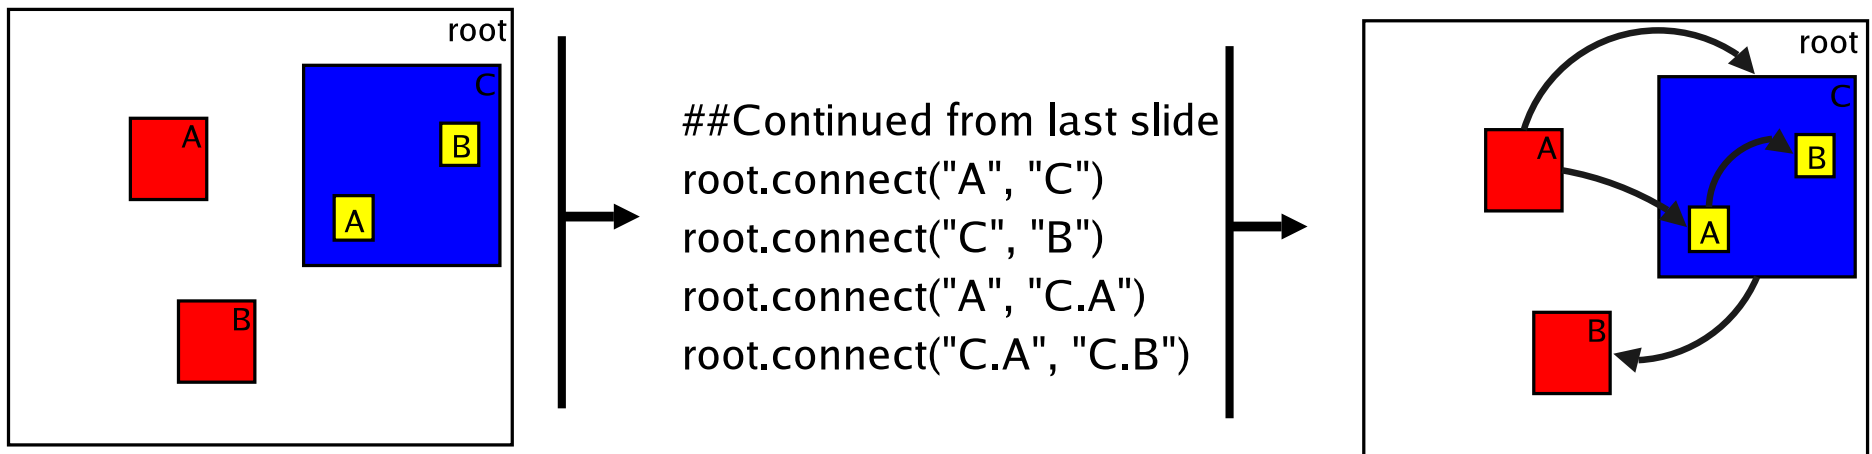 root
C
A
B
A
B
##Continued from last slide
root.connect("A", "C")
root.connect("C", "B")
root.connect("A", "C.A")
root.connect("C.A", "C.B")
root
C
A
B
A
B